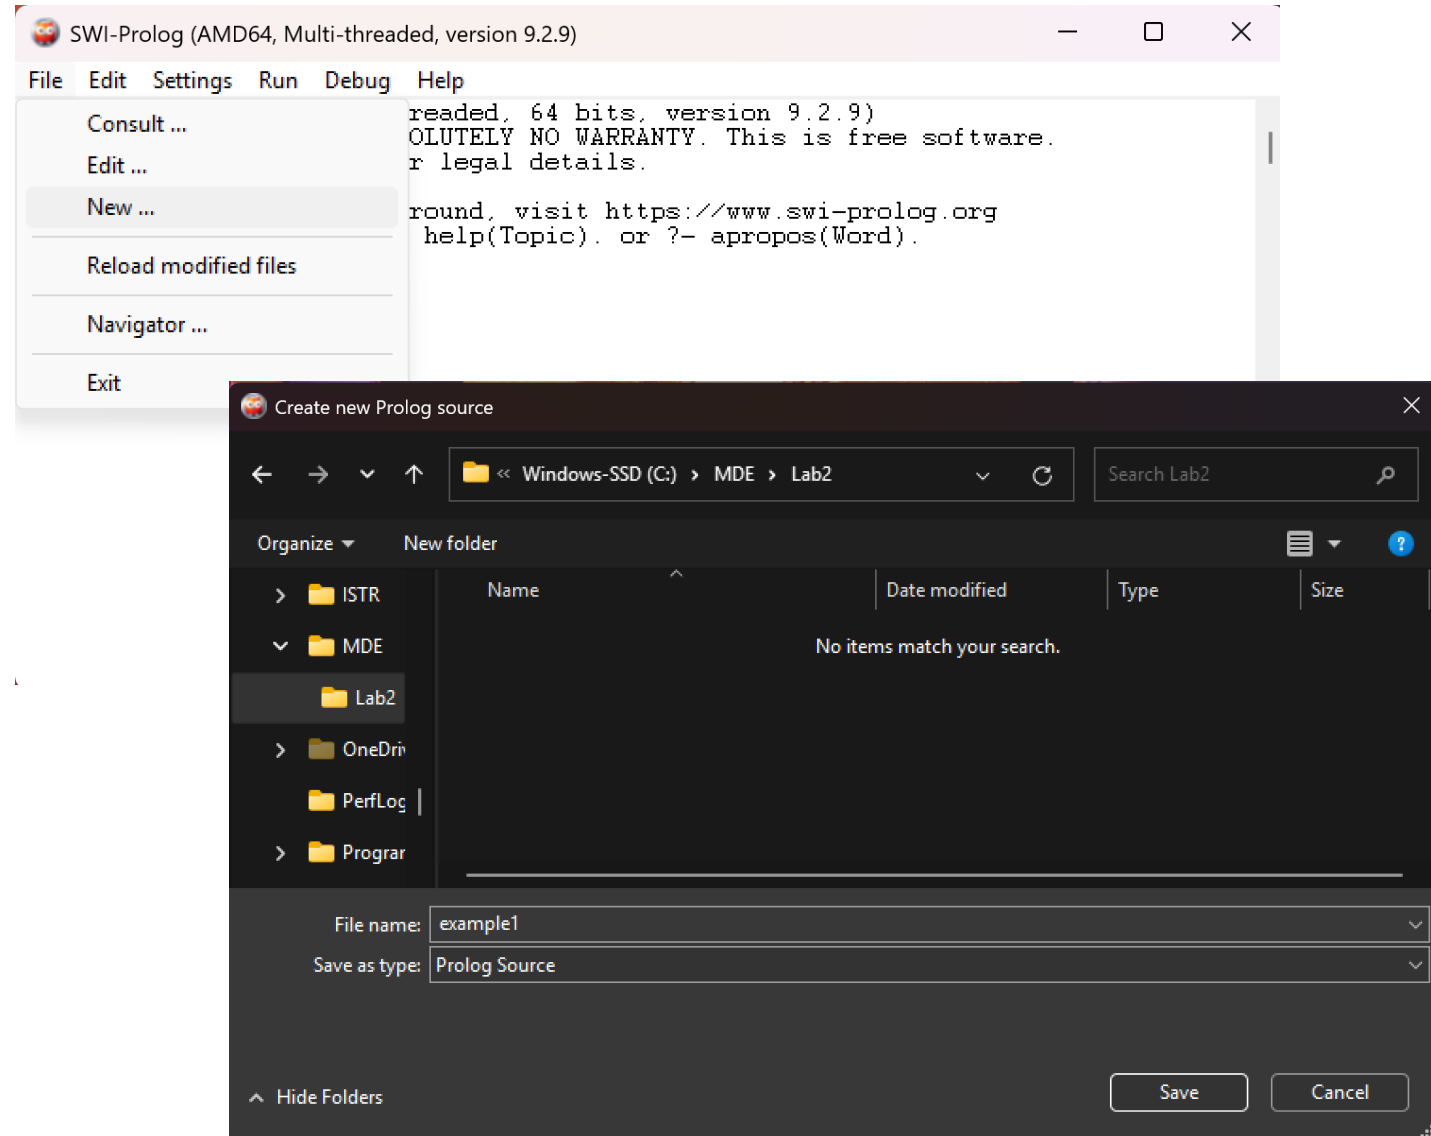 SWI-Prolog (AMD64, Multi-threaded, version 9.2.9)
File Edit Settings Run Debug Help
Consult ...
Edit ...
New ...
Reload modified files
Navigator ...
Exit
readed, 64 bits, version 9.2.9)
OLUTELY NO WARRANTY. This is free software.
r legal details.
round, visit https://www.swi-prolog.org
help(Topic). or ?- apropos(Word).
Create new Prolog source
« Windows-SSD (C:) › MDE › Lab2
Search Lab2
Organize New folder
?
Name Date modified Type Size
ISTR
MDE
Lab2
OneDri
PerfLog
Progra
No items match your search.
File name: example1
Save as type: Prolog Source
Hide Folders
Save Cancel